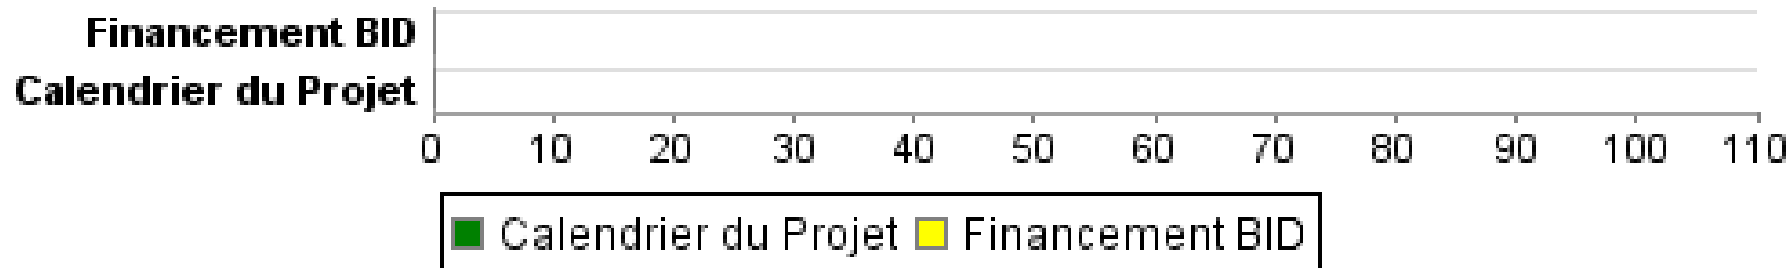 Financement BID
Calendrier du Projet
0 10 20 30 40 50 60 70 80 90 100 110
Calendrier du Projet Financement BID